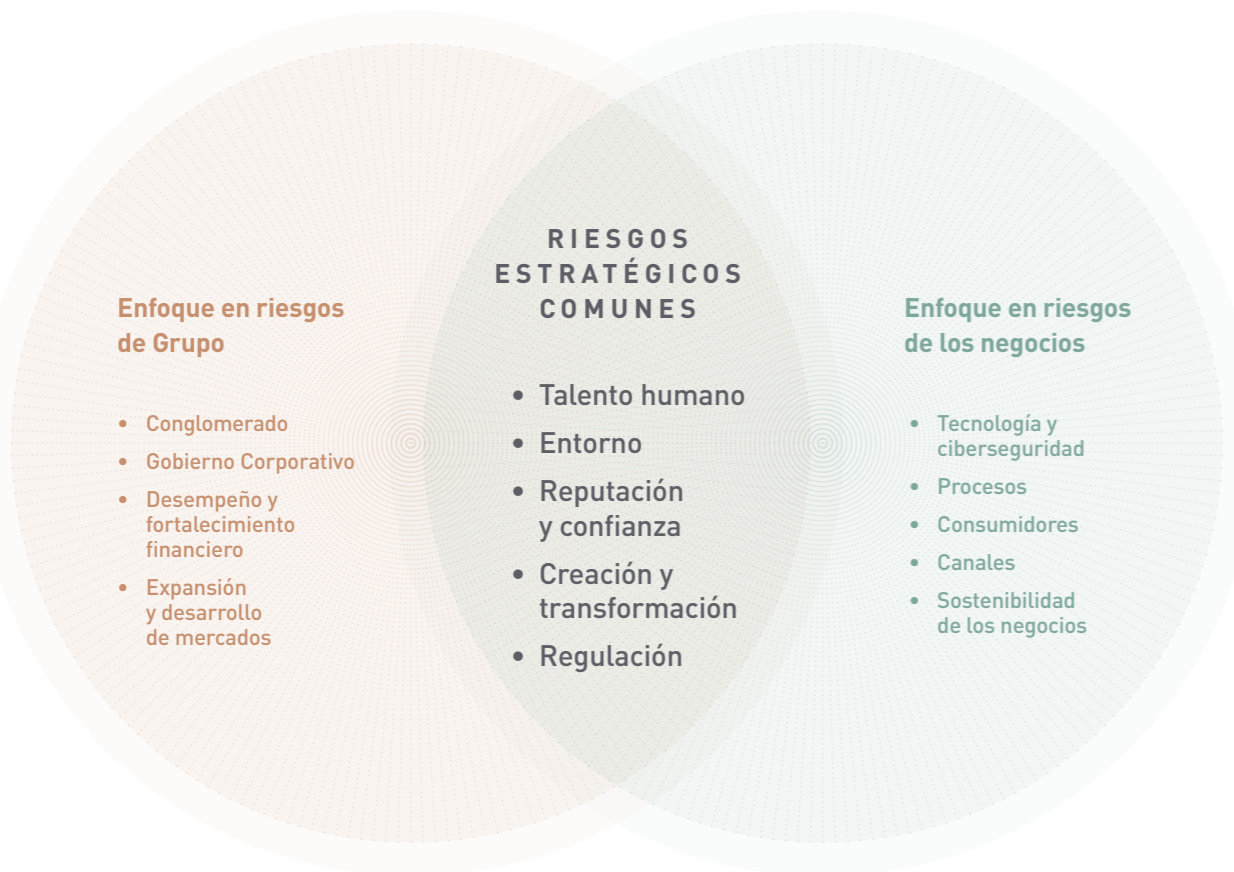 Enfoque en riesgos
de Grupo
• Conglomerado
• Gobierno Corporativo
• Desempeño y
fortalecimiento
financiero
• Expansión
y desarrollo
de mercados
RIESGOS
ESTRATÉGICOS
COMUNES
• Talento humano
• Entorno
• Reputación
y confianza
• Creación y
transformación
• Regulación
Enfoque en riesgos
de los negocios
• Tecnología y
ciberseguridad
• Procesos
• Consumidores
• Canales
• Sostenibilidad
de los negocios